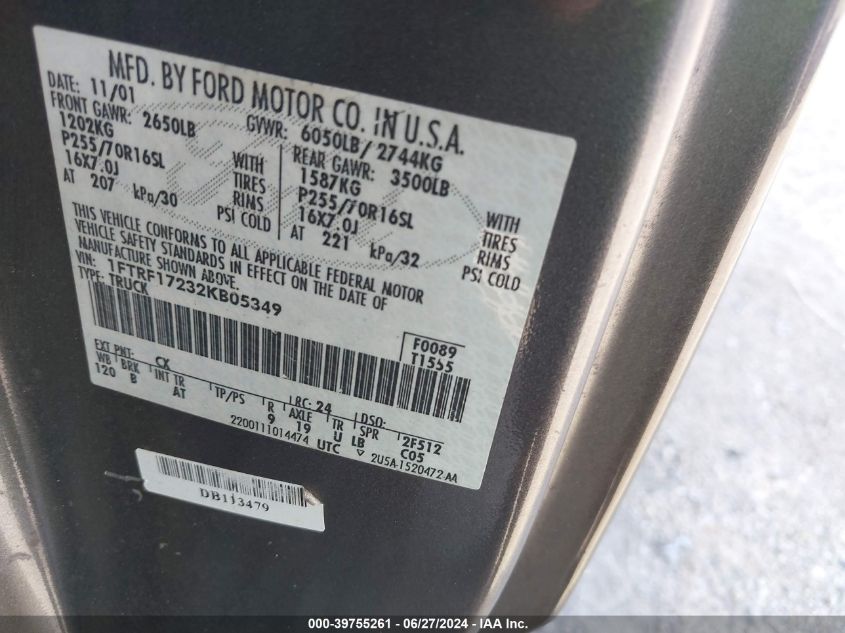 MFD. BY FORD MOTOR CO. IN U.S.A.
DATE: 11/01 GVWR: 6050LB/ 2744KG
FRONT GAWR: 2650LB REAR GAWR: 3500LB
1202KG WITH 1587KG WITH
P255/70R16SL TIRES P255/70R16SL TIRES
16X7.0J RIMS 16X7.0J RIMS
AT 207 kPa/30 PSI COLD AT 221 kPa/32 PSI COLD
THIS VEHICLE CONFORMS TO ALL APPLICABLE FEDERAL MOTOR
VEHICLE SAFETY STANDARDS IN EFFECT ON THE DATE OF
MANUFACTURE SHOWN ABOVE.
VIN: 1FTRF17232KB05349
TYPE: TRUCK
F0089
T1565
EXT PNT: CX RC: 24 DSO:
WB BRK INT TR TP/PS R AXLE TR SPR 2F512
120 B AT 9 19 U LB C05
2200111014474 UTC 2U5A-1520472-AA
DB113479
000-39755261 - 06/27/2024 - IAA Inc.